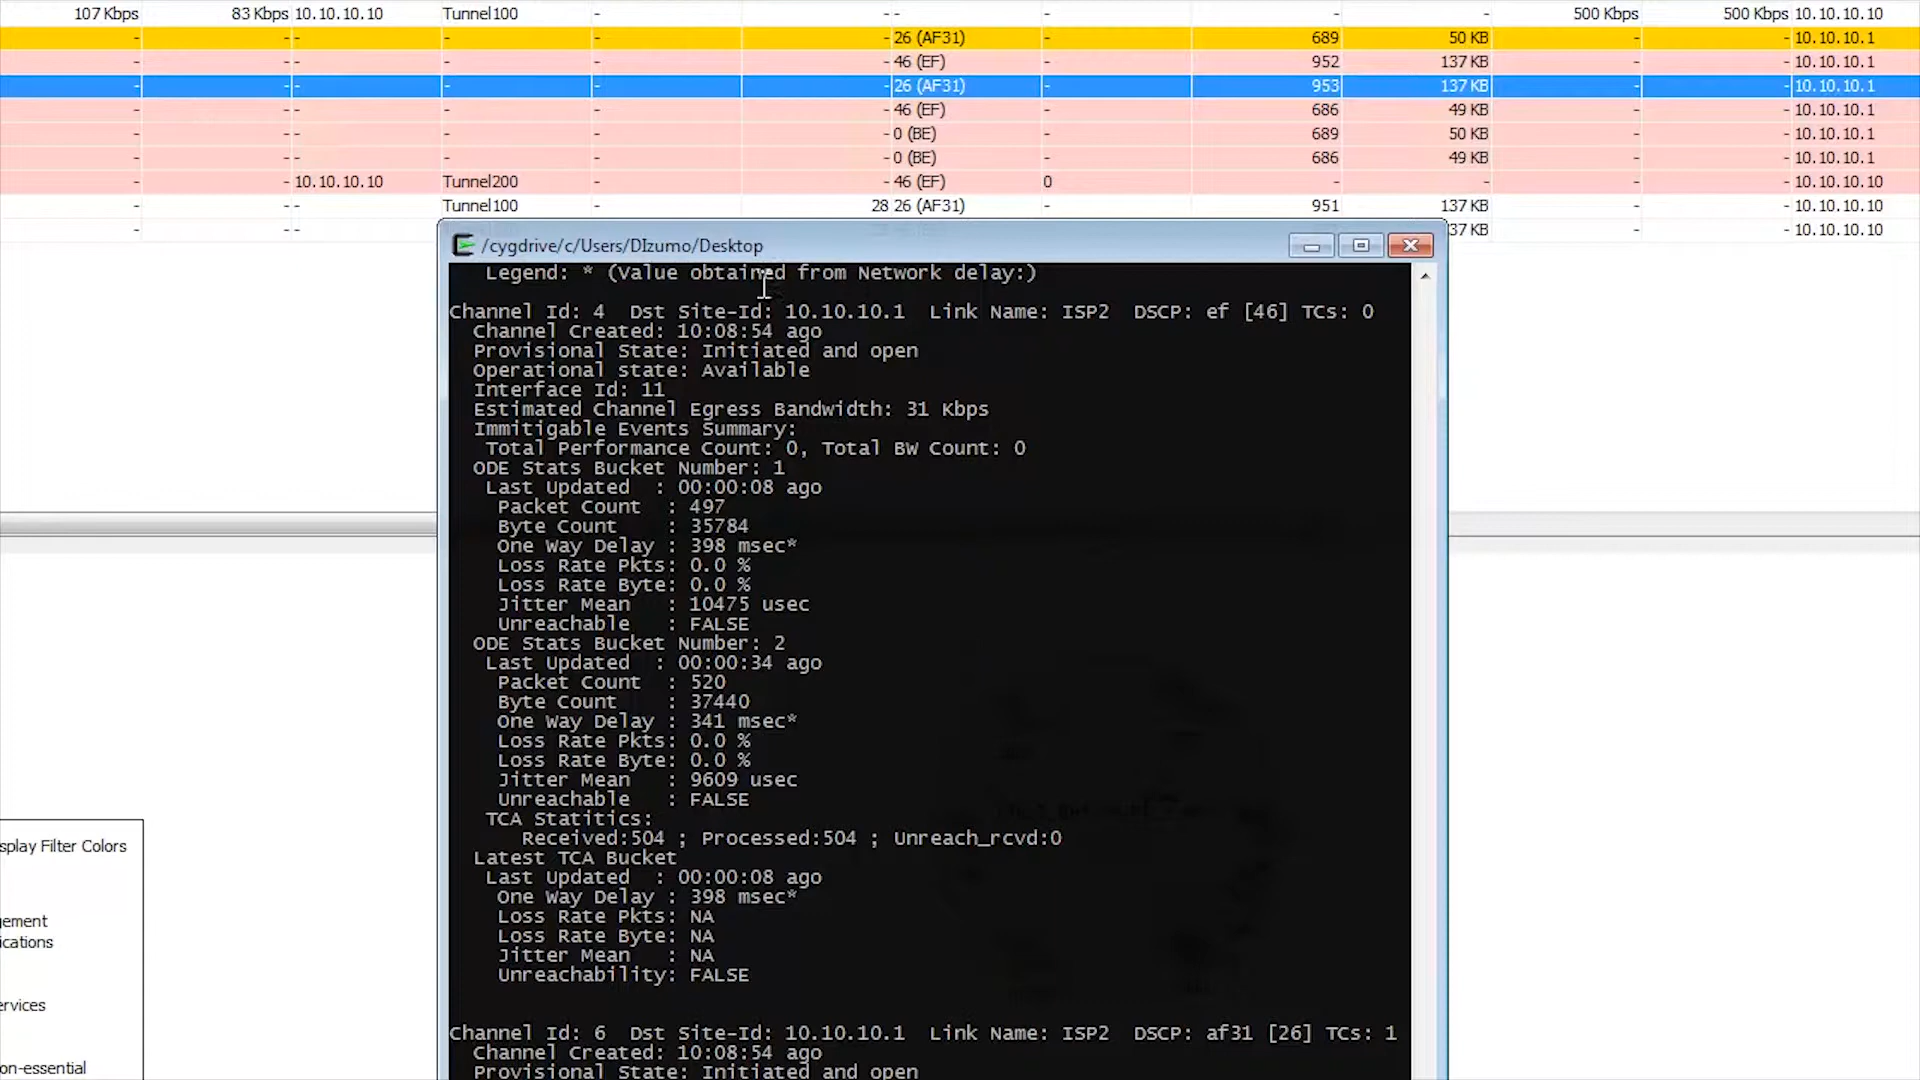 107 Kbps 83 Kbps 10.10.10.10 Tunnel100 - -- - - - 500 Kbps 500 Kbps 10.10.10.10
- -- - - - 26 (AF31) - 689 50 KB - - 10.10.10.1
- -- - - - 46 (EF) - 952 137 KB - - 10.10.10.1
- -- - - - 26 (AF31) - 953 137 KB - - 10.10.10.1
- -- - - - 46 (EF) - 686 49 KB - - 10.10.10.1
- -- - - - 0 (BE) - 689 50 KB - - 10.10.10.1
- -- - - - 0 (BE) - 686 49 KB - - 10.10.10.1
- - 10.10.10.10 Tunnel200 - - 46 (EF) 0 - - - - 10.10.10.10
- -- Tunnel100 - 28 26 (AF31) - 951 137 KB - - 10.10.10.10
- -- 37 KB - - 10.10.10.10
/cygdrive/c/Users/DIzumo/Desktop
Legend: * (Value obtained from Network delay:)
Channel Id: 4 Dst Site-Id: 10.10.10.1 Link Name: ISP2 DSCP: ef [46] TCs: 0
Channel Created: 10:08:54 ago
Provisional State: Initiated and open
Operational state: Available
Interface Id: 11
Estimated Channel Egress Bandwidth: 31 Kbps
Immitigable Events Summary:
Total Performance Count: 0, Total BW Count: 0
ODE Stats Bucket Number: 1
Last Updated : 00:00:08 ago
Packet Count : 497
Byte Count : 35784
One Way Delay : 398 msec*
Loss Rate Pkts: 0.0 %
Loss Rate Byte: 0.0 %
Jitter Mean : 10475 usec
Unreachable : FALSE
ODE Stats Bucket Number: 2
Last Updated : 00:00:34 ago
Packet Count : 520
Byte Count : 37440
One Way Delay : 341 msec*
Loss Rate Pkts: 0.0 %
Loss Rate Byte: 0.0 %
Jitter Mean : 9609 usec
Unreachable : FALSE
TCA Statitics:
Received:504 ; Processed:504 ; Unreach_rcvd:0
Latest TCA Bucket
Last Updated : 00:00:08 ago
One Way Delay : 398 msec*
Loss Rate Pkts: NA
Loss Rate Byte: NA
Jitter Mean : NA
Unreachability: FALSE
Channel Id: 6 Dst Site-Id: 10.10.10.1 Link Name: ISP2 DSCP: af31 [26] TCs: 1
Channel Created: 10:08:54 ago
Provisional State: Initiated and open
splay Filter Colors
gement
ications
ervices
on-essential